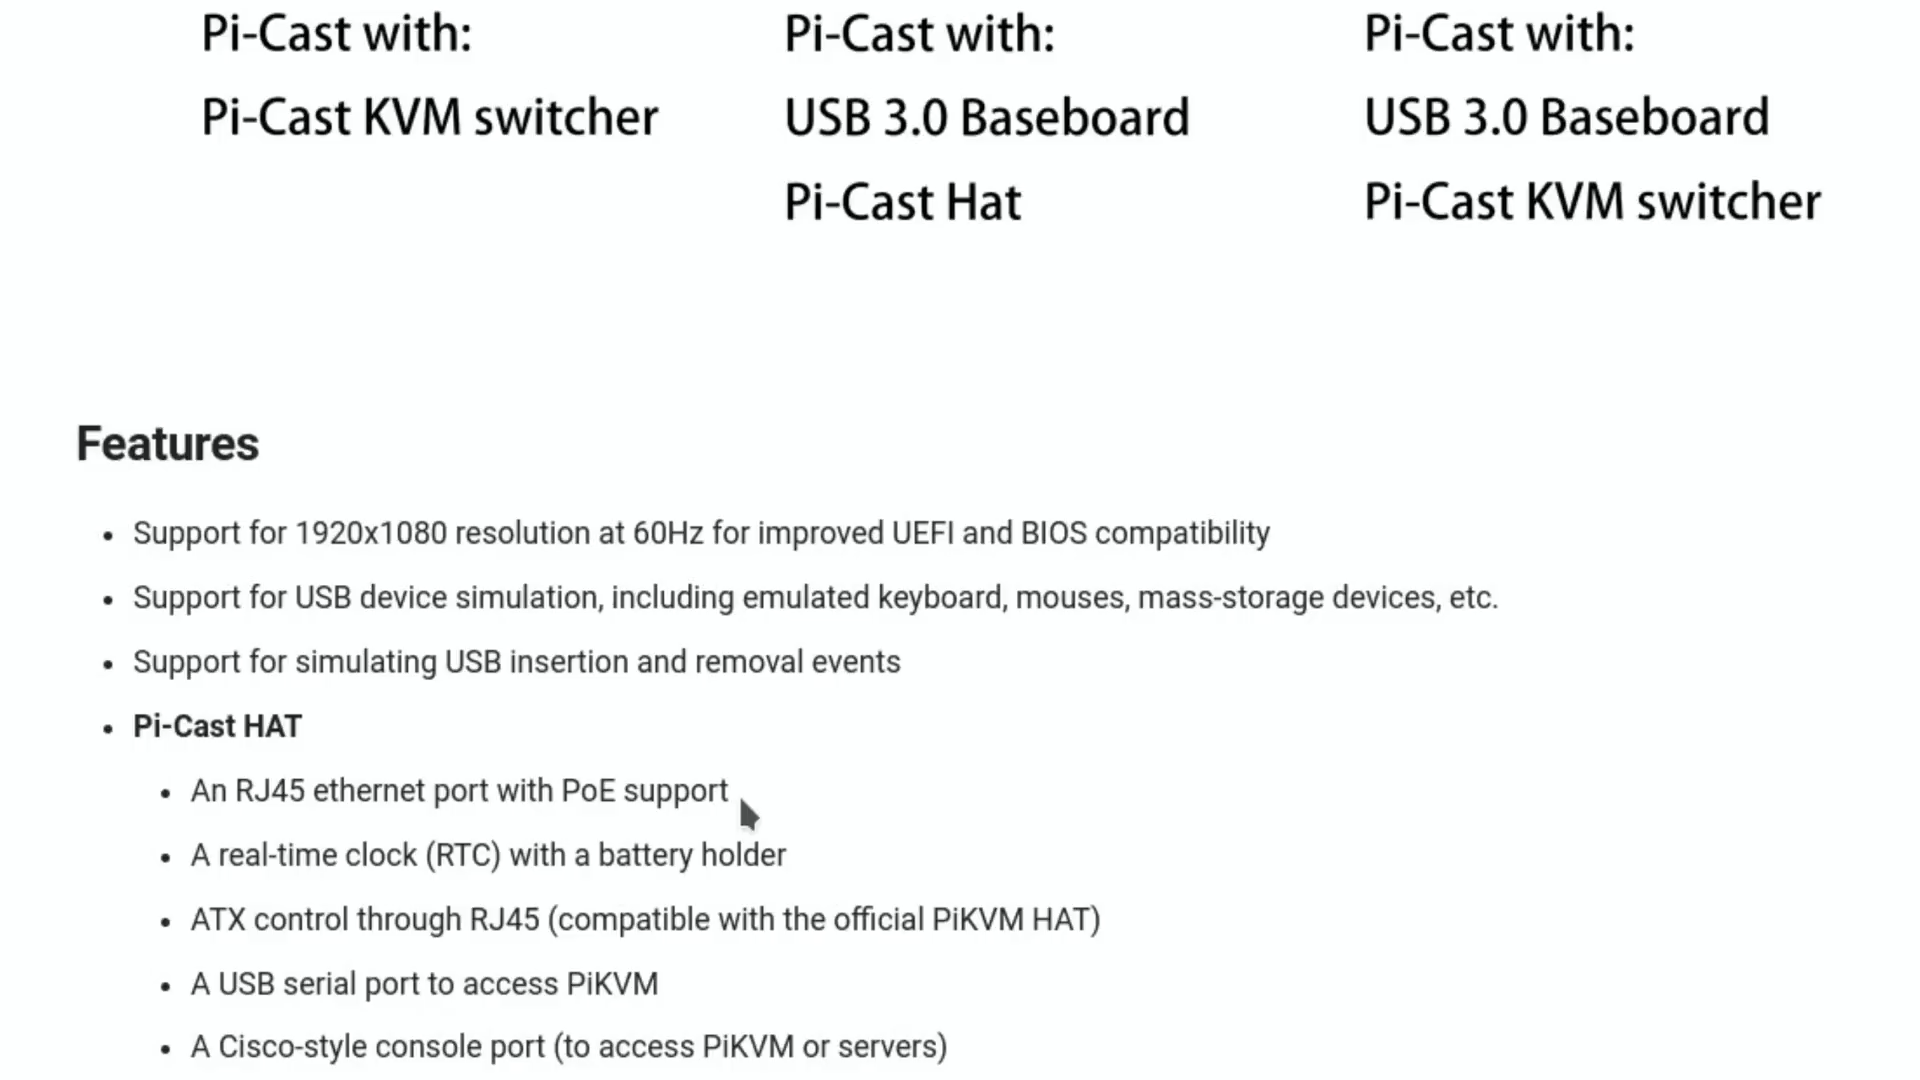 Pi-Cast with:
Pi-Cast KVM switcher
Pi-Cast with:
USB 3.0 Baseboard
Pi-Cast Hat
Pi-Cast with:
USB 3.0 Baseboard
Pi-Cast KVM switcher
Features
• Support for 1920x1080 resolution at 60Hz for improved UEFI and BIOS compatibility
• Support for USB device simulation, including emulated keyboard, mouses, mass-storage devices, etc.
• Support for simulating USB insertion and removal events
• Pi-Cast HAT
• An RJ45 ethernet port with PoE support
• A real-time clock (RTC) with a battery holder
• ATX control through RJ45 (compatible with the official PiKVM HAT)
• A USB serial port to access PiKVM
• A Cisco-style console port (to access PiKVM or servers)